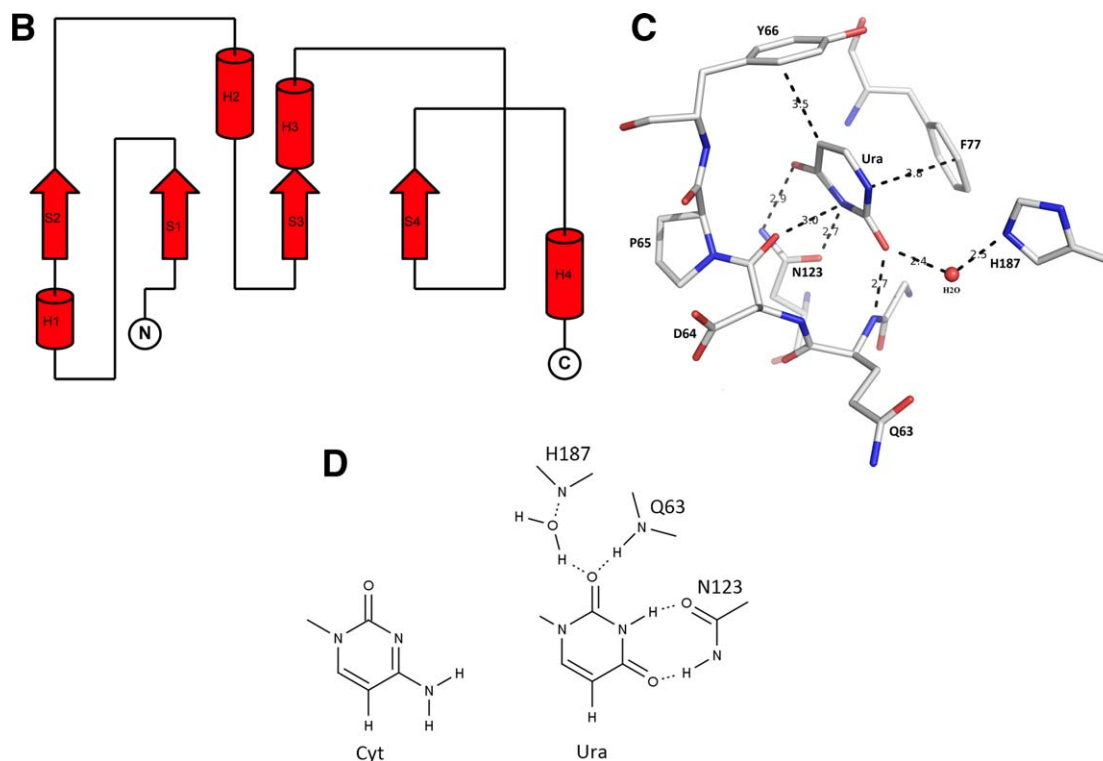 B
H2
H3
S2
S1
S3
S4
H1
H4
N
C
C
Y66
3.5
Ura
F77
3.8
2.9
3.0
2.7
P65
N123
2.4
2.5
H187
H2O
2.7
D64
Q63
D
H187
N
H
O
H
Q63
N
H
O
N123
H
O
N
N
N
H
O
H
Ura
O
N
N
N
H
H
H
Cyt